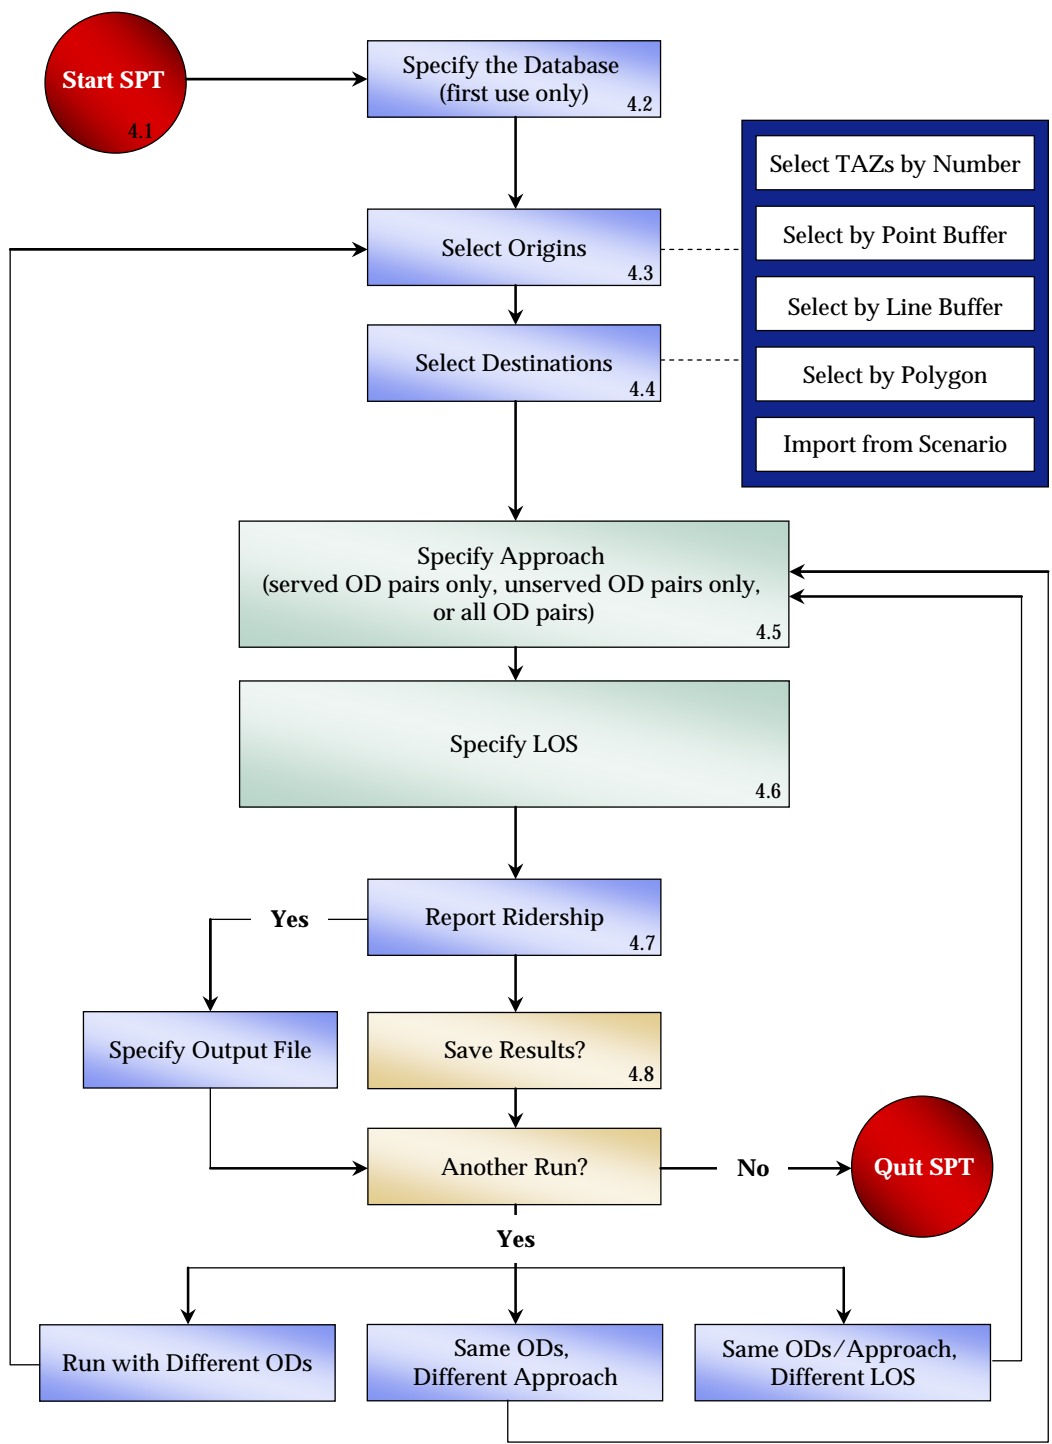 Start SPT
4.1
Specify the Database
(first use only)
4.2
Select TAZs by Number
Select by Point Buffer
Select by Line Buffer
Select by Polygon
Import from Scenario
Select Origins
4.3
Select Destinations
4.4
Specify Approach
(served OD pairs only, unserved OD pairs only,
or all OD pairs)
4.5
Specify LOS
4.6
Report Ridership
4.7
Yes
Specify Output File
Save Results?
4.8
Another Run?
No
Quit SPT
Yes
Run with Different ODs
Same ODs,
Different Approach
Same ODs/Approach,
Different LOS